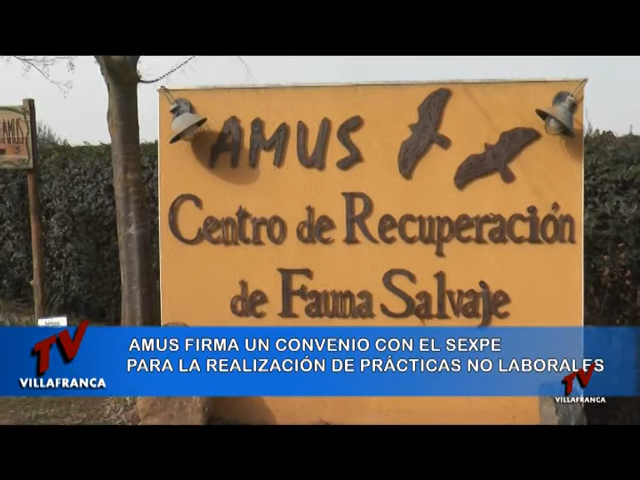 AMUS
AMUS
Centro de Recuperación
de Fauna Salvaje
TV
VILLAFRANCA
AMUS FIRMA UN CONVENIO CON EL SEXPE
PARA LA REALIZACIÓN DE PRÁCTICAS NO LABORALES
TV
VILLAFRANCA